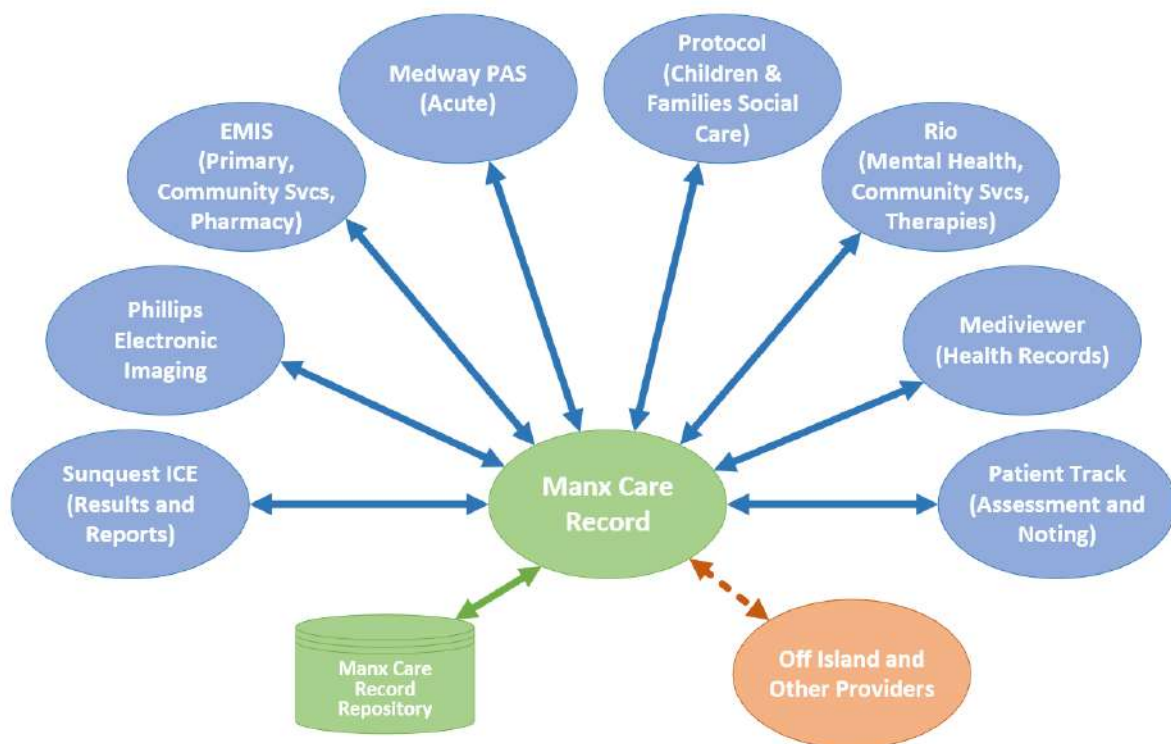 Protocol
(Children &
Families Social
Care)
Medway PAS
(Acute)
EMIS
(Primary,
Community Svcs,
Pharmacy)
Rio
(Mental Health,
Community Svcs,
Therapies)
Phillips
Electronic
Imaging
Mediviewer
(Health Records)
Sunquest ICE
(Results and
Reports)
Manx Care
Record
Patient Track
(Assessment and
Noting)
Manx Care
Record
Repository
Off Island and
Other Providers